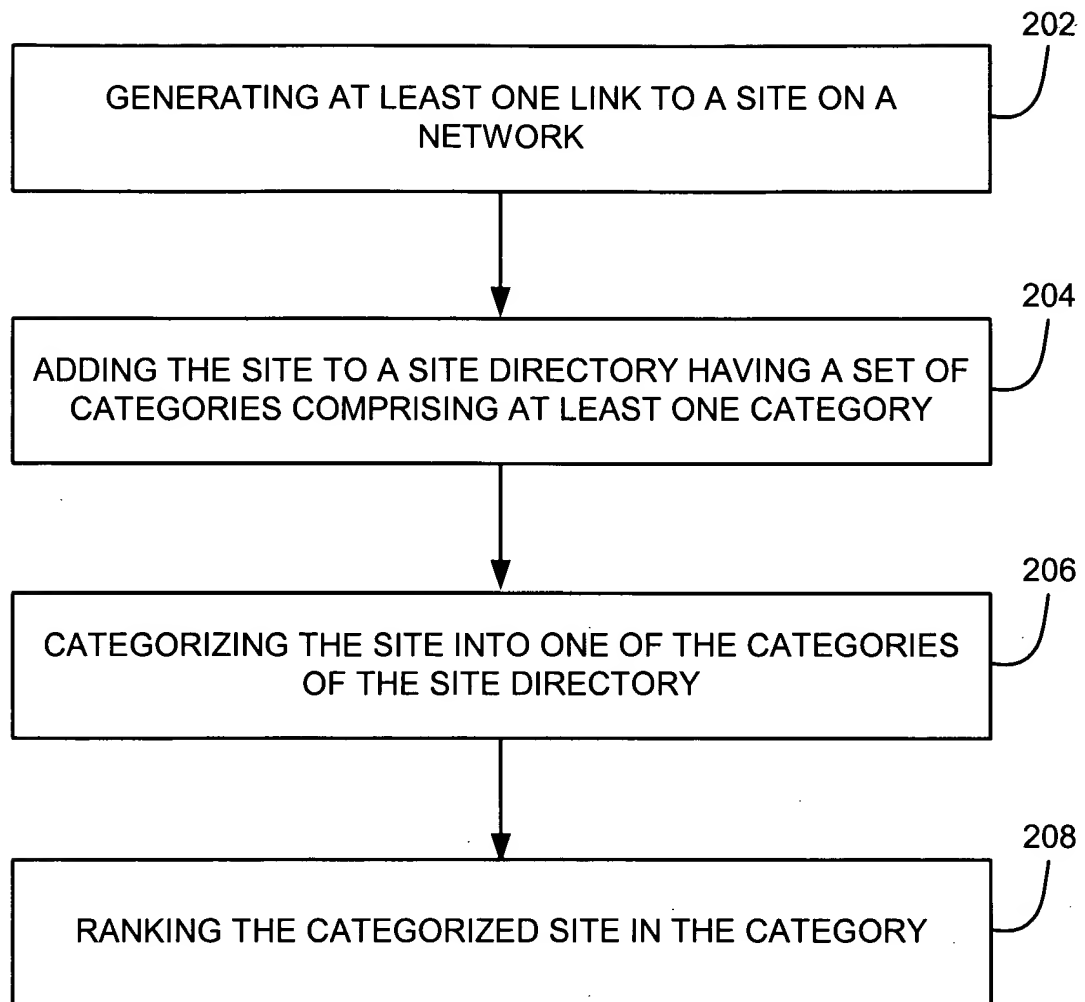 202
GENERATING AT LEAST ONE LINK TO A SITE ON A
NETWORK
204
ADDING THE SITE TO A SITE DIRECTORY HAVING A SET OF
CATEGORIES COMPRISING AT LEAST ONE CATEGORY
206
CATEGORIZING THE SITE INTO ONE OF THE CATEGORIES
OF THE SITE DIRECTORY
208
RANKING THE CATEGORIZED SITE IN THE CATEGORY